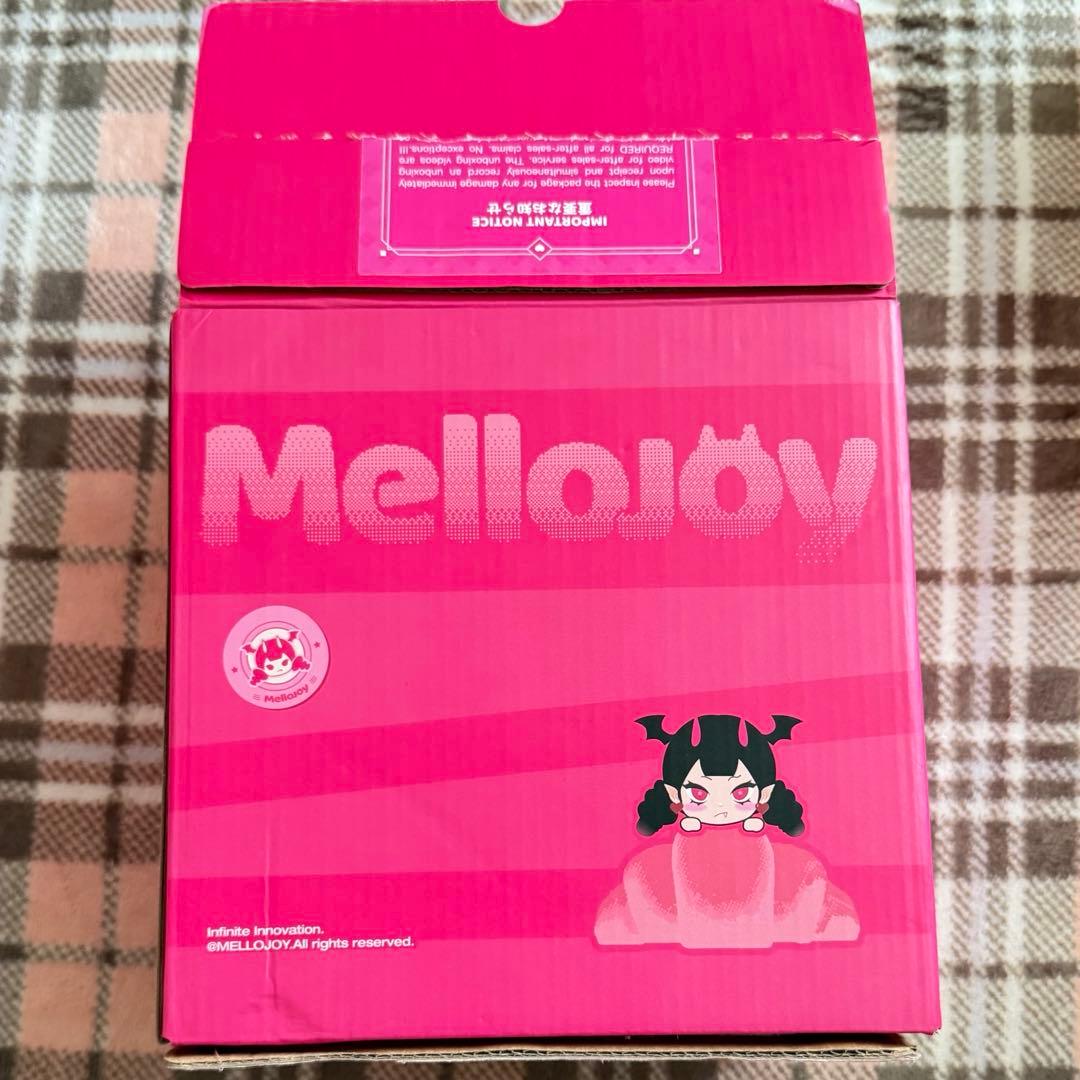 IMPORTANT NOTICE
重要なお知らせ
Please inspect the package for any damage immediately
upon receipt and simultaneously record an unboxing
video for after-sales service. The unboxing videos are
REQUIRED for all after-sales claims. No exceptions!!!
Mellojoy
MelloJoy
Infinite Innovation.
@MELLOJOY.All rights reserved.